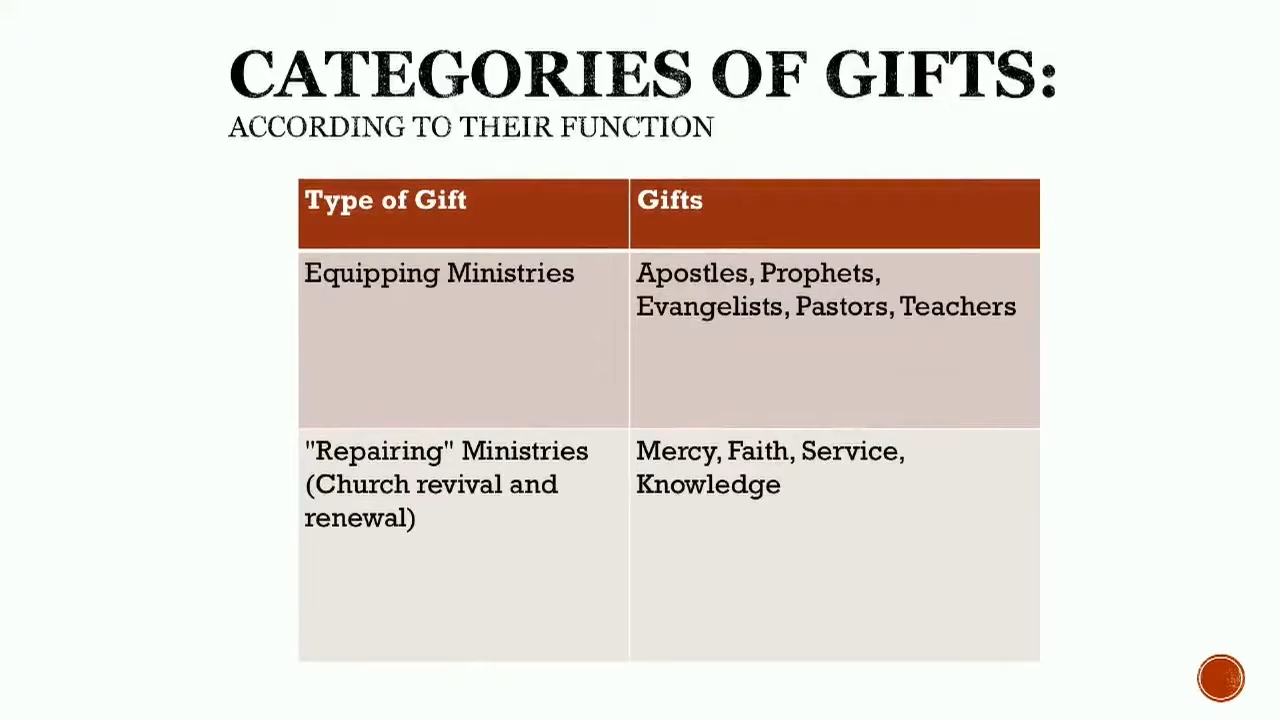 CATEGORIES OF GIFTS:
ACCORDING TO THEIR FUNCTION
Type of Gift
Gifts
Equipping Ministries
Apostles, Prophets,
Evangelists, Pastors, Teachers
"Repairing" Ministries
(Church revival and
renewal)
Mercy, Faith, Service,
Knowledge